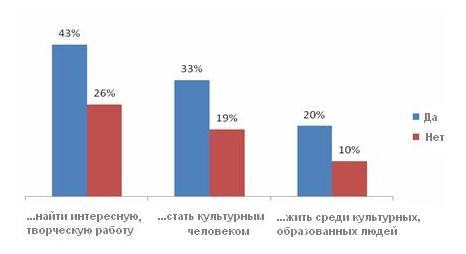 43%
26%
33%
19%
20%
10%
Да
Нет
...найти интересную,
творческую работу
...стать культурным
человеком
...жить среди культурных,
образованных людей